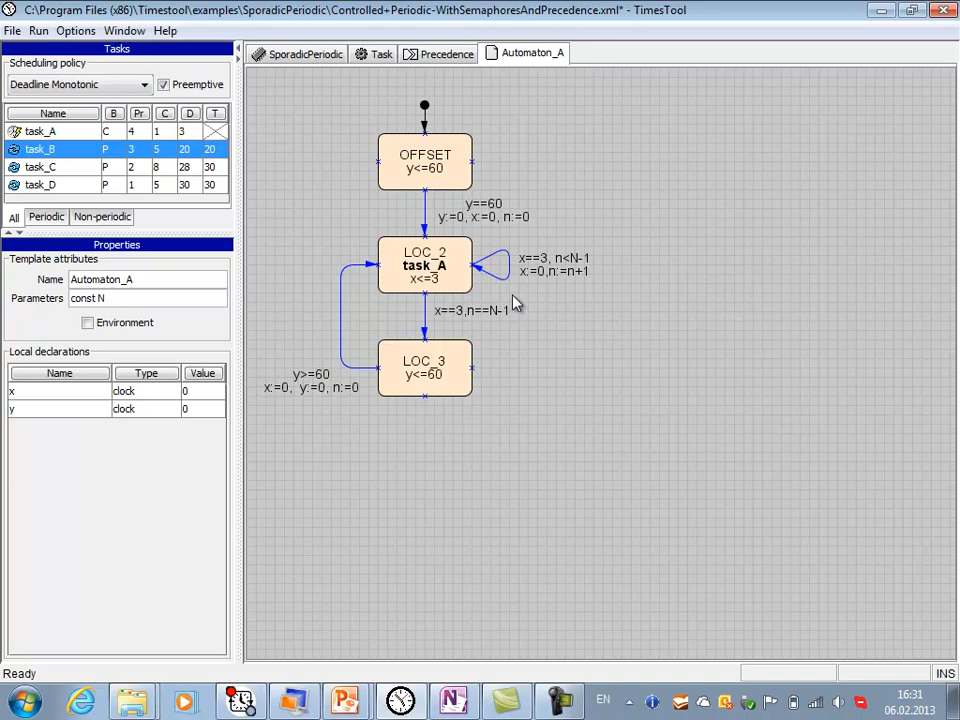 C:\Program Files (x86)\Timestool\examples\SporadicPeriodic\Controlled+Periodic-WithSemaphoresAndPrecedence.xml* - TimesTool
File Run Options Window Help
Tasks
Scheduling policy
Deadline Monotonic Preemptive
Name B Pr C D T
task_A C 4 1 3
task_B P 3 5 20 20
task_C P 2 8 28 30
task_D P 1 5 30 30
All Periodic Non-periodic
Properties
Template attributes
Name Automaton_A
Parameters const N
Environment
Local declarations
Name Type Value
x clock 0
y clock 0
SporadicPeriodic Task Precedence Automaton_A
OFFSET
y<=60
y==60
y:=0, x:=0, n:=0
LOC_2
task_A
x<=3
x==3, n<N-1
x:=0,n:=n+1
x==3,n==N-1
LOC_3
y<=60
y>=60
x:=0, y:=0, n:=0
Ready
INS
EN
16:31
06.02.2013